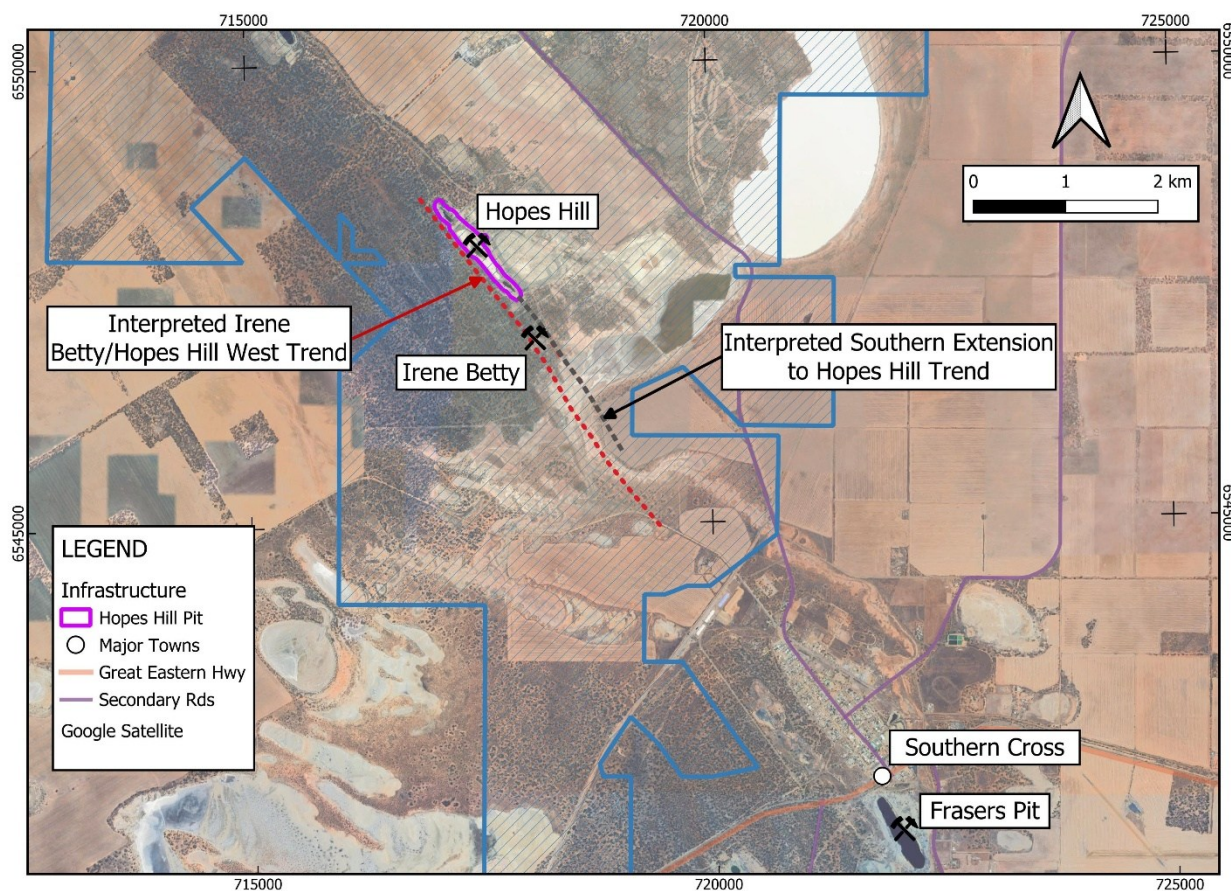 715000
720000
725000
6550000
6550000
Hopes Hill
0 1 2 km
Interpreted Irene
Betty/Hopes Hill West Trend
Irene Betty
Interpreted Southern Extension
to Hopes Hill Trend
6545000
6545000
LEGEND
Infrastructure
Hopes Hill Pit
Major Towns
Great Eastern Hwy
Secondary Rds
Google Satellite
Southern Cross
Frasers Pit
715000
720000
725000